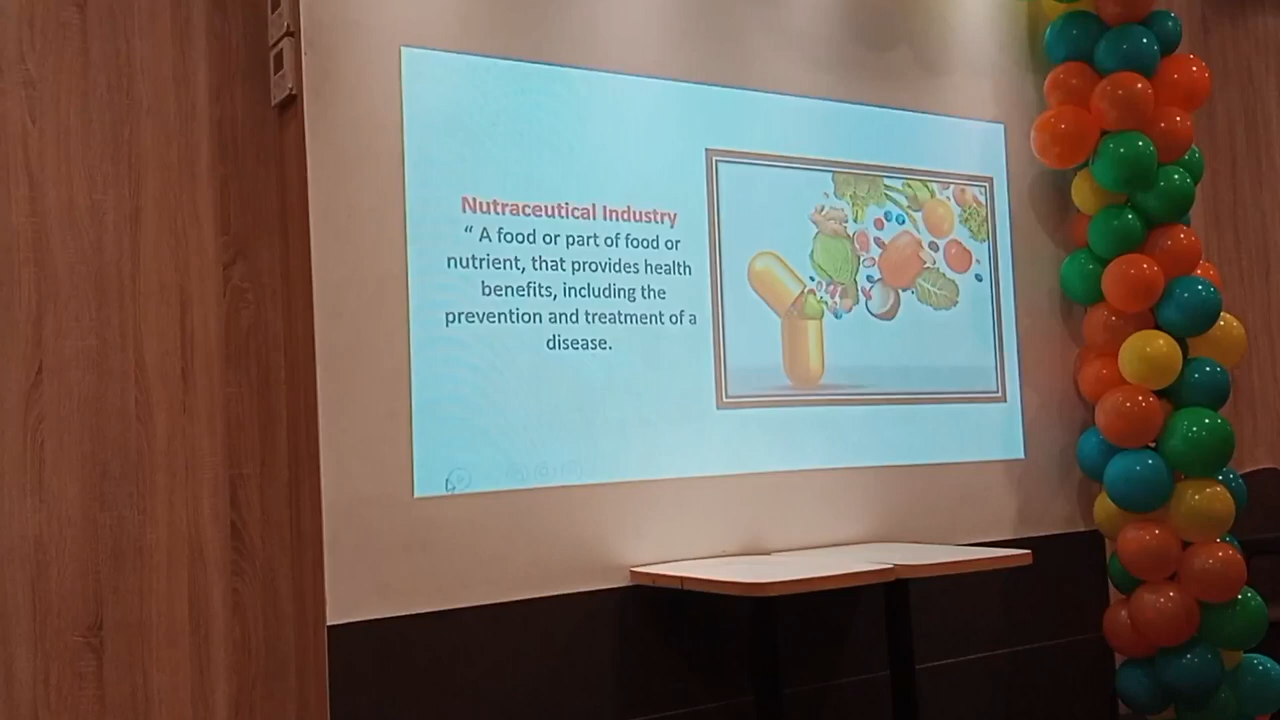 Nutraceutical Industry
“ A food or part of food or
nutrient, that provides health
benefits, including the
prevention and treatment of a
disease.